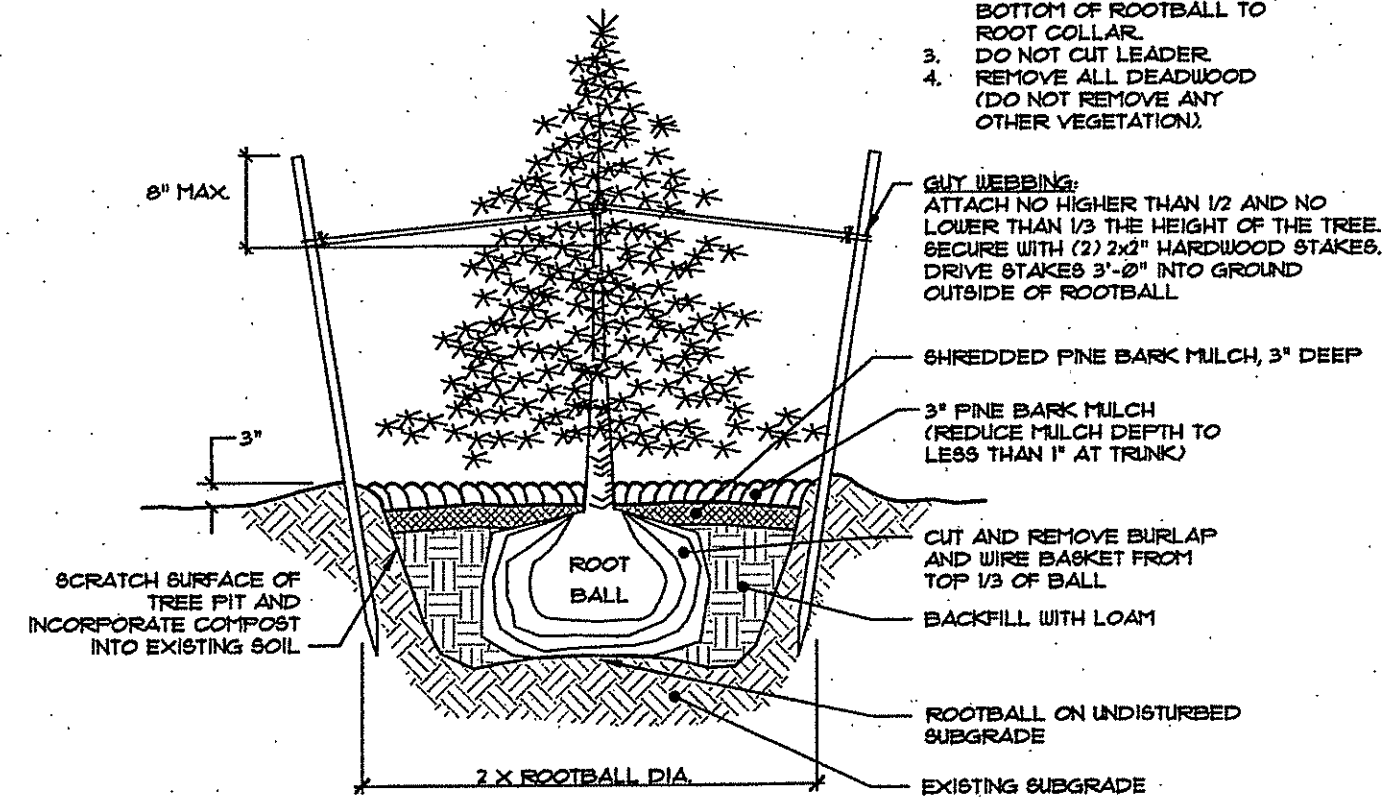 BOTTOM OF ROOTBALL TO
ROOT COLLAR.
3. DO NOT CUT LEADER
4. REMOVE ALL DEADWOOD
(DO NOT REMOVE ANY
OTHER VEGETATION).
8" MAX.
GUY WEBBING:
ATTACH NO HIGHER THAN 1/2 AND NO
LOWER THAN 1/3 THE HEIGHT OF THE TREE.
SECURE WITH (2) 2x2" HARDWOOD STAKES.
DRIVE STAKES 3'-0" INTO GROUND
OUTSIDE OF ROOTBALL
SHREDDED PINE BARK MULCH, 3" DEEP
3" PINE BARK MULCH
(REDUCE MULCH DEPTH TO
LESS THAN 1" AT TRUNK)
3"
CUT AND REMOVE BURLAP
AND WIRE BASKET FROM
TOP 1/3 OF BALL
ROOT
BALL
SCRATCH SURFACE OF
TREE PIT AND
INCORPORATE COMPOST
INTO EXISTING SOIL
BACKFILL WITH LOAM
ROOTBALL ON UNDISTURBED
SUBGRADE
2 X ROOTBALL DIA.
EXISTING SUBGRADE